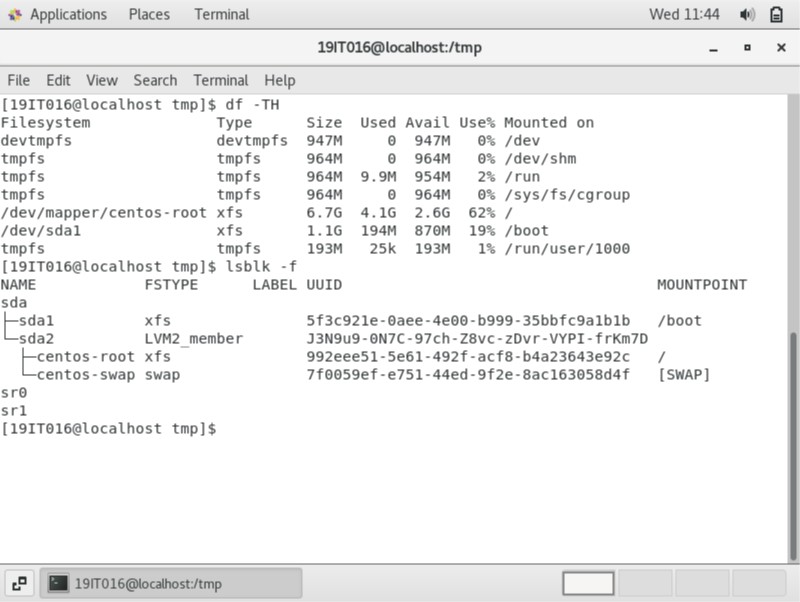 Applications Places Terminal Wed 11:44
19IT016@localhost:/tmp
File Edit View Search Terminal Help
[19IT016@localhost tmp]$ df -TH
Filesystem              Type      Size  Used Avail Use% Mounted on
devtmpfs                devtmpfs  947M     0  947M   0% /dev
tmpfs                   tmpfs     964M     0  964M   0% /dev/shm
tmpfs                   tmpfs     964M  9.9M  954M   2% /run
tmpfs                   tmpfs     964M     0  964M   0% /sys/fs/cgroup
/dev/mapper/centos-root xfs       6.7G  4.1G  2.6G  62% /
/dev/sda1               xfs       1.1G  194M  870M  19% /boot
tmpfs                   tmpfs     193M   25k  193M   1% /run/user/1000
[19IT016@localhost tmp]$ lsblk -f
NAME            FSTYPE      LABEL UUID                                   MOUNTPOINT
sda
├─sda1          xfs               5f3c921e-0aee-4e00-b999-35bbfc9a1b1b   /boot
└─sda2          LVM2_member       J3N9u9-0N7C-97ch-Z8vc-zDvr-VYPI-frKm7D
  ├─centos-root xfs               992eee51-5e61-492f-acf8-b4a23643e92c   /
  └─centos-swap swap              7f0059ef-e751-44ed-9f2e-8ac163058d4f   [SWAP]
sr0
sr1
[19IT016@localhost tmp]$
19IT016@localhost:/tmp